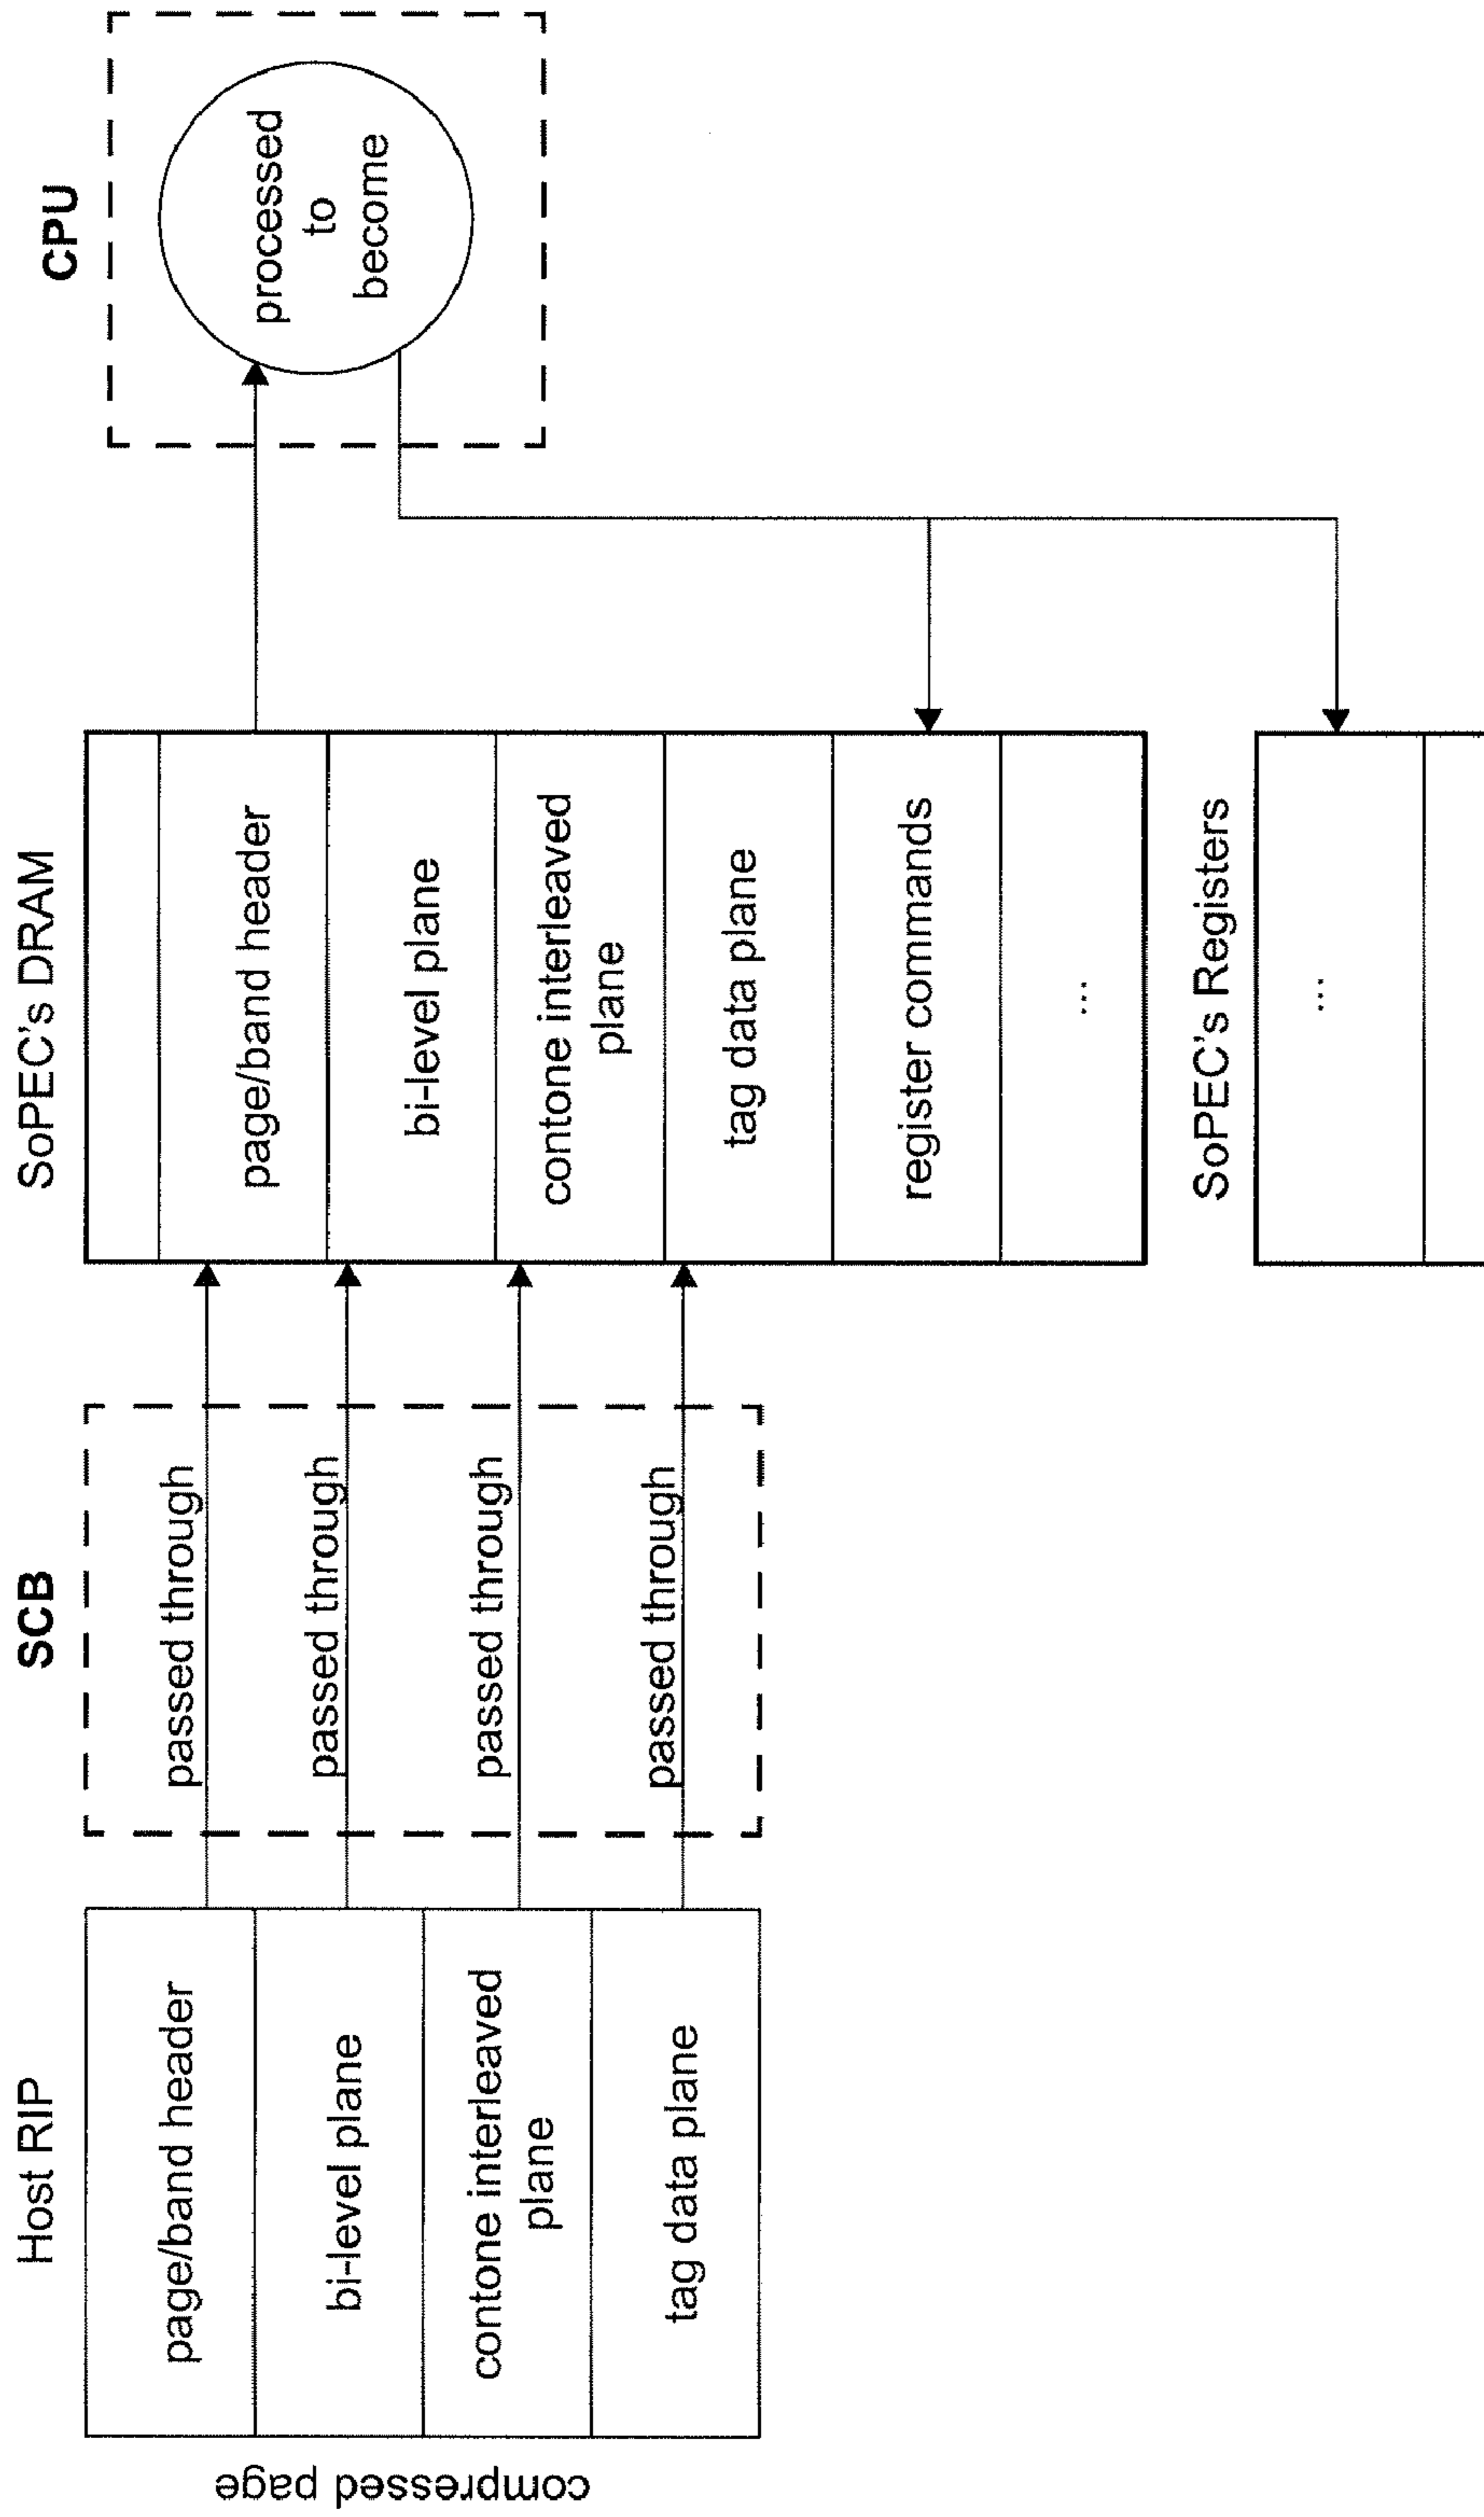 Host RIP
compressed page
page/band header
bi-level plane
contone interleaved
plane
tag data plane
SCB
passed through
passed through
passed through
passed through
SoPEC's DRAM
page/band header
bi-level plane
contone interleaved
plane
tag data plane
register commands
...
SoPEC's Registers
...
CPU
processed
to
become